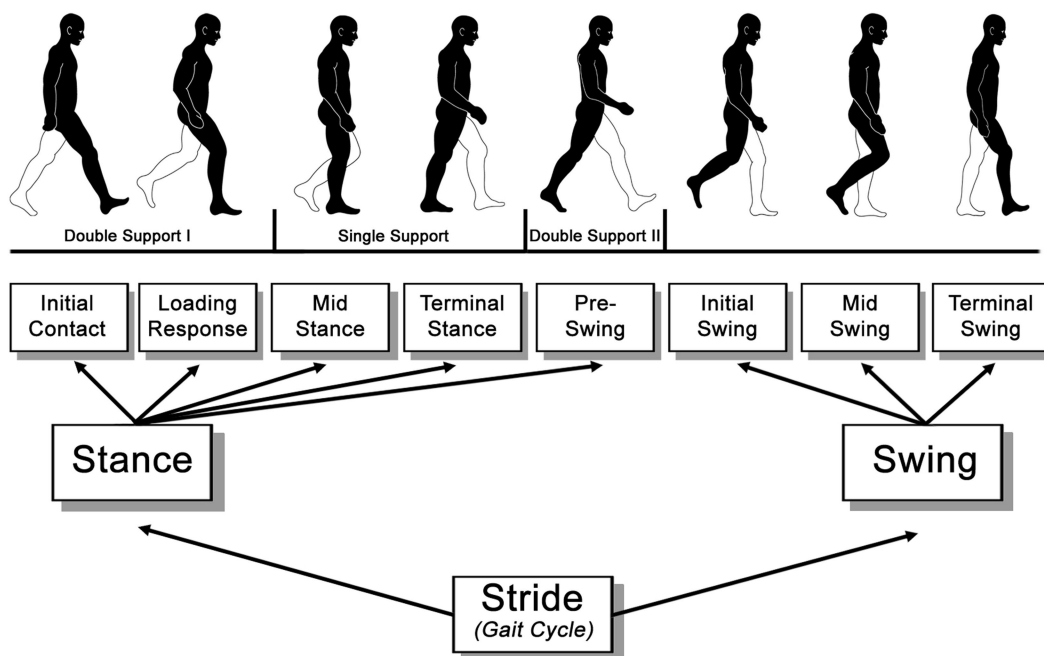 Double Support I
Single Support
Double Support II
Initial
Contact
Loading
Response
Mid
Stance
Terminal
Stance
Pre-
Swing
Initial
Swing
Mid
Swing
Terminal
Swing
Stance
Swing
Stride
(Gait Cycle)